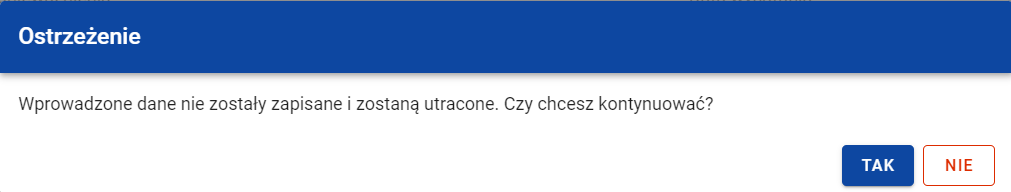 Ostrzeżenie
Wprowadzone dane nie zostały zapisane i zostaną utracone. Czy chcesz kontynuować?
TAK NIE